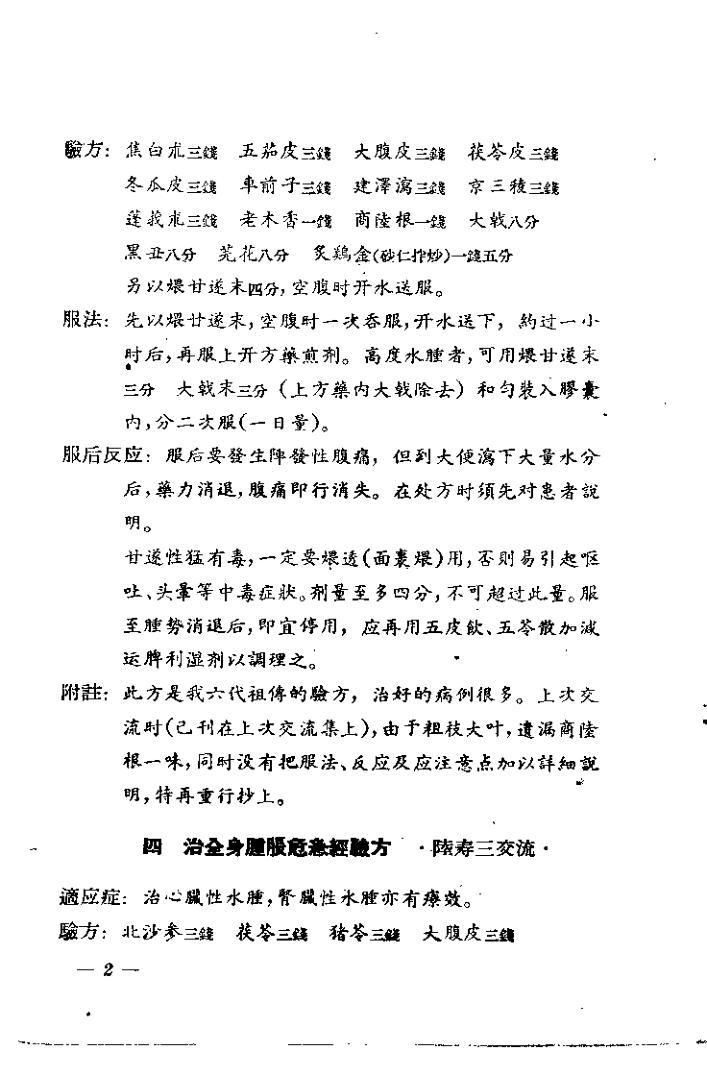 驗方：焦白朮三錢　五茄皮三錢　大腹皮三錢　茯苓皮三錢
冬瓜皮三錢　車前子三錢　建澤瀉三錢　京三稜三錢
蓬莪朮三錢　老木香一錢　商陸根一錢　大戟八分
黑丑八分　芫花八分　炙鷄金(砂仁拌炒)一錢五分
另以煨甘遂末四分，空腹时开水送服。
服法：先以煨甘遂末，空腹时一次吞服，开水送下，約过一小
时后，再服上开方藥煎剂。高度水腫者，可用煨甘遂末
三分　大戟末三分（上方藥内大戟除去）和匀裝入膠囊
内，分二次服(一日量)。
服后反应：服后要發生陣發性腹痛，但到大便瀉下大量水分
后，藥力消退，腹痛即行消失。在处方时須先对患者說
明。
甘遂性猛有毒，一定要煨透(面裹煨)用，否則易引起嘔
吐、头暈等中毒症狀。剂量至多四分，不可超过此量。服
至腫势消退后，即宜停用，应再用五皮飲、五苓散加减
运脾利湿剂以調理之。
附註：此方是我六代祖傳的驗方，治好的病例很多。上次交
流时(已刊在上次交流集上)，由于粗枝大叶，遺漏商陸
根一味，同时没有把服法、反应及应注意点加以詳細說
明，特再重行抄上。
四　治全身腫脹危急經驗方　·陸寿三交流·
適应症：治心臟性水腫，腎臟性水腫亦有療效。
驗方：北沙参三錢　茯苓三錢　猪苓三錢　大腹皮三錢
— 2 —